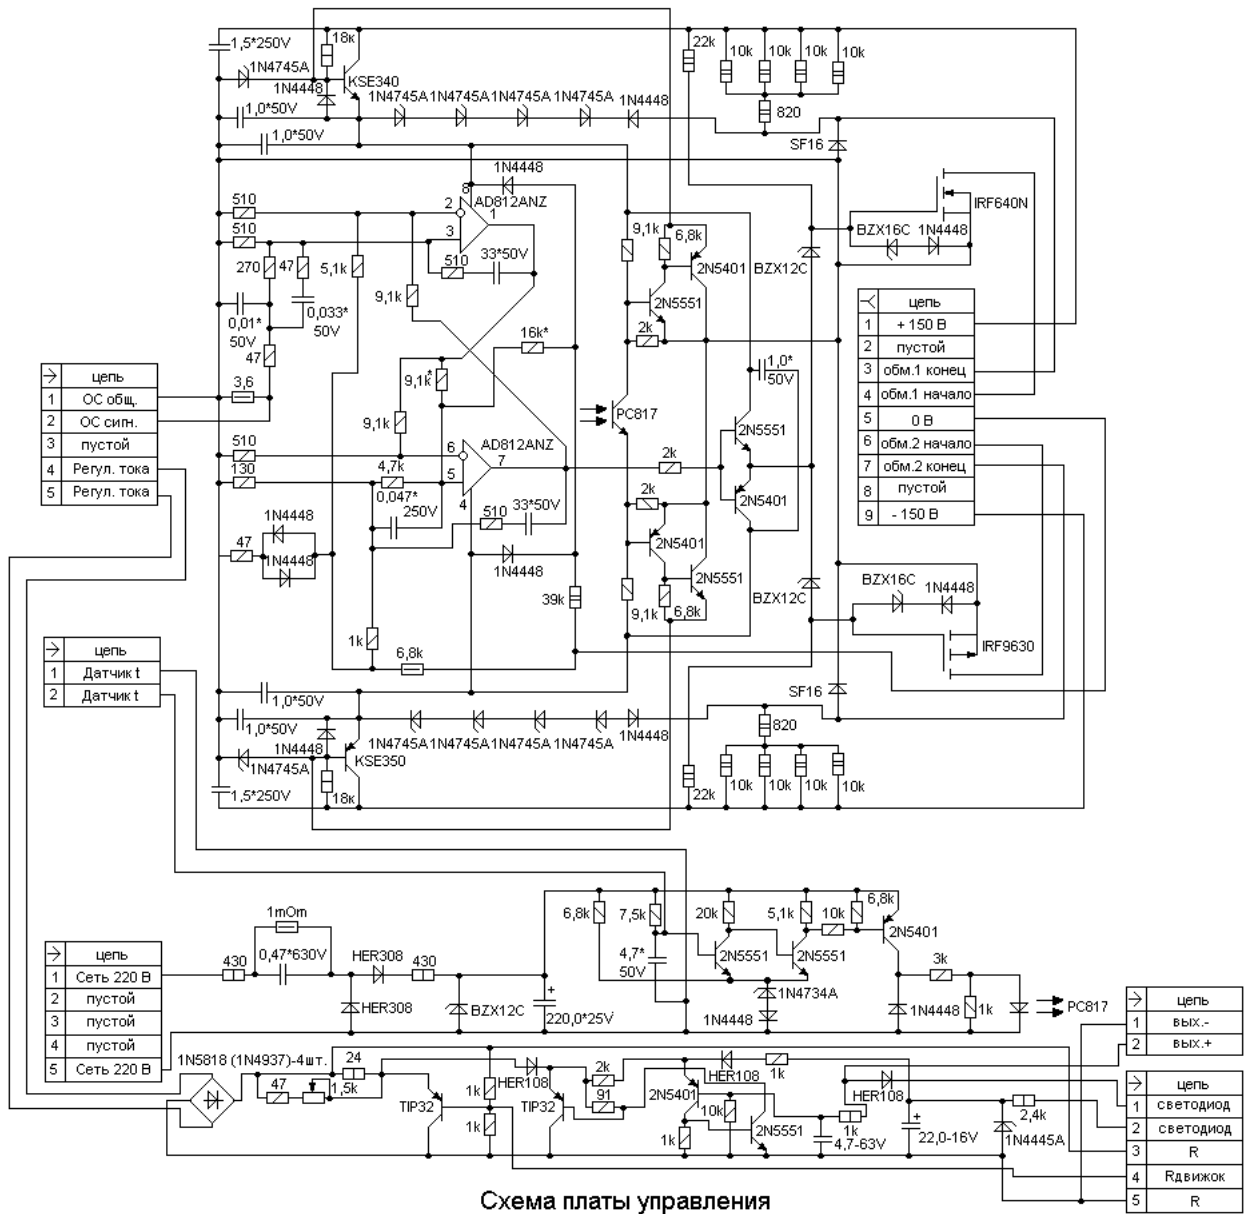 1,5*250V
18к
1N4745A
KSE340
1N4448
1,0*50V
1N4745A
1N4745A
1N4745A
1N4745A
1N4448
22k
10k
10k
10k
10k
820
1,0*50V
SF16
1N4448
8
AD812ANZ
510
2
1
510
3
270
47
5,1k
510
33*50V
9,1k
0,01*
50V
0,033*
50V
47
3,6
9,1k
6,8k
2N5401
2N5551
2k
BZX12C
BZX16C
1N4448
IRF640N
16k*
9,1k*
9,1k
1,0*
50V
PC817
2N5551
→ цепь
1 ОС общ.
2 ОС сигн.
3 пустой
4 Регул. тока
5 Регул. тока
цепь
1 + 150 В
2 пустой
3 обм.1 конец
4 обм.1 начало
5 0 В
6 обм.2 начало
7 обм.2 конец
8 пустой
9 - 150 В
510
130
4,7k
0,047*
250V
6
AD812ANZ
7
5
4
510
33*50V
2k
2k
2N5401
2N5401
2N5551
9,1k
6,8k
1N4448
47
1N4448
1N4448
39k
1k
6,8k
BZX12C
BZX16C
1N4448
IRF9630
→ цепь
1 Датчик t
2 Датчик t
1,0*50V
1,0*50V
1N4448
1N4745A
KSE350
1N4745A
1N4745A
1N4745A
1N4745A
1N4448
SF16
820
10k
10k
10k
10k
22k
18к
1,5*250V
1mOm
430
0,47*630V
HER308
430
HER308
BZX12C
220,0*25V
+
6,8k
7,5k
4,7*
50V
20k
2N5551
5,1k
2N5551
10k
6,8k
2N5401
1N4734A
1N4448
3k
1N4448
1k
PC817
→ цепь
1 Сеть 220 В
2 пустой
3 пустой
4 пустой
5 Сеть 220 В
→ цепь
1 вых.-
2 вых.+
1N5818 (1N4937)-4шт.
24
47
1,5k
TIP32
1k
1k
HER108
TIP32
2k
91
2N5401
1k
10k
HER108
1k
2N5551
4,7-63V
1k
HER108
+
22,0-16V
1N4445A
2,4k
→ цепь
1 светодиод
2 светодиод
3 R
4 Rдвижок
5 R
Схема платы управления